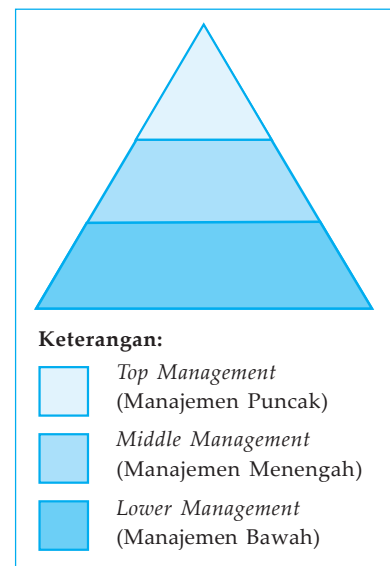 Keterangan:
Top Management
(Manajemen Puncak)
Middle Management
(Manajemen Menengah)
Lower Management
(Manajemen Bawah)